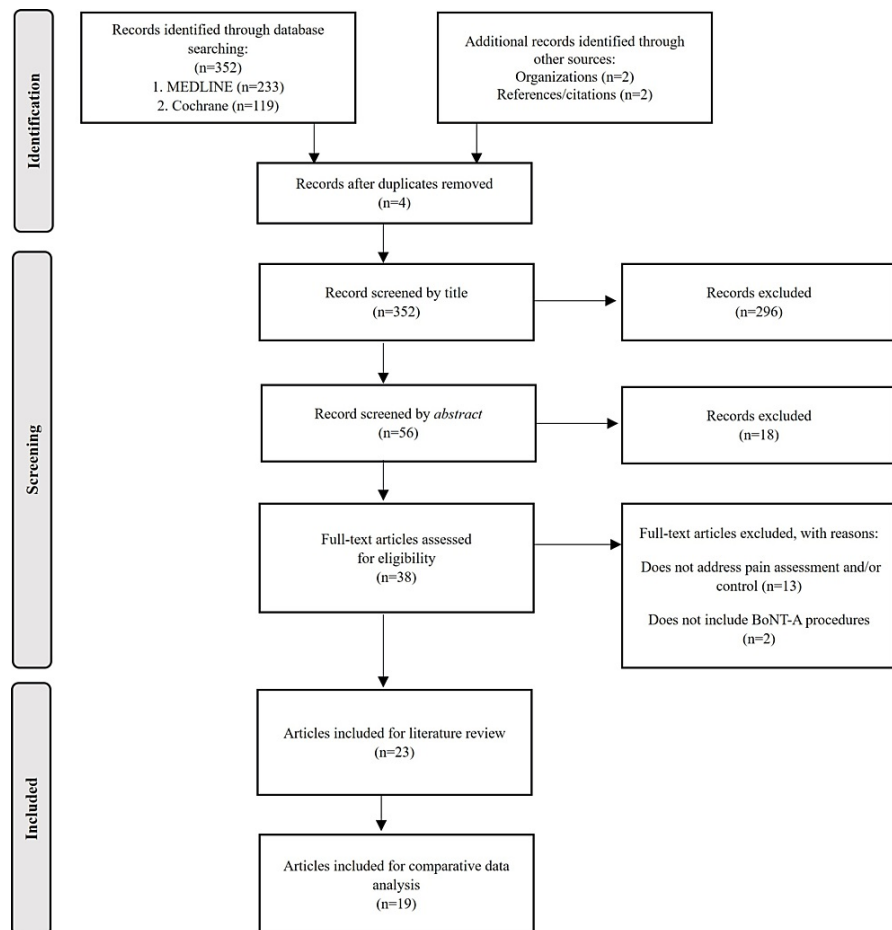 Identification
Records identified through database
searching:
(n=352)
1. MEDLINE (n=233)
2. Cochrane (n=119)
Additional records identified through
other sources:
Organizations (n=2)
References/citations (n=2)
Records after duplicates removed
(n=4)
Screening
Record screened by title
(n=352)
Records excluded
(n=296)
Record screened by abstract
(n=56)
Records excluded
(n=18)
Full-text articles assessed
for eligibility
(n=38)
Full-text articles excluded, with reasons:
Does not address pain assessment and/or
control (n=13)
Does not include BoNT-A procedures
(n=2)
Included
Articles included for literature review
(n=23)
Articles included for comparative data
analysis
(n=19)